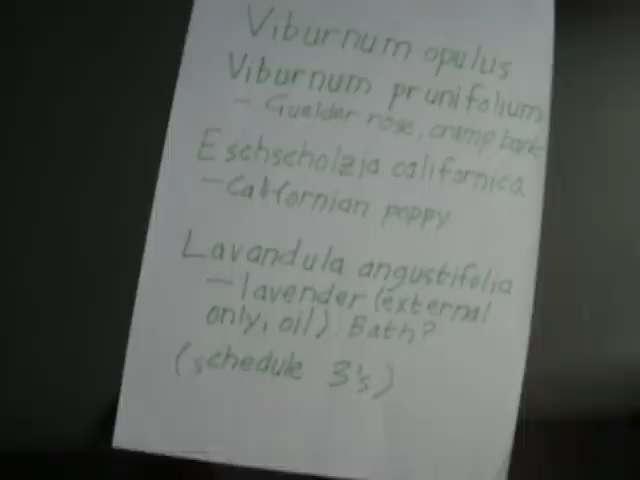 Viburnum opulus
Viburnum prunifolium
- Guelder rose, cramp bark
Eschscholzia californica
- Californian poppy
Lavandula angustifolia
- lavender (external
only, oil) Bath?
(schedule 3's)